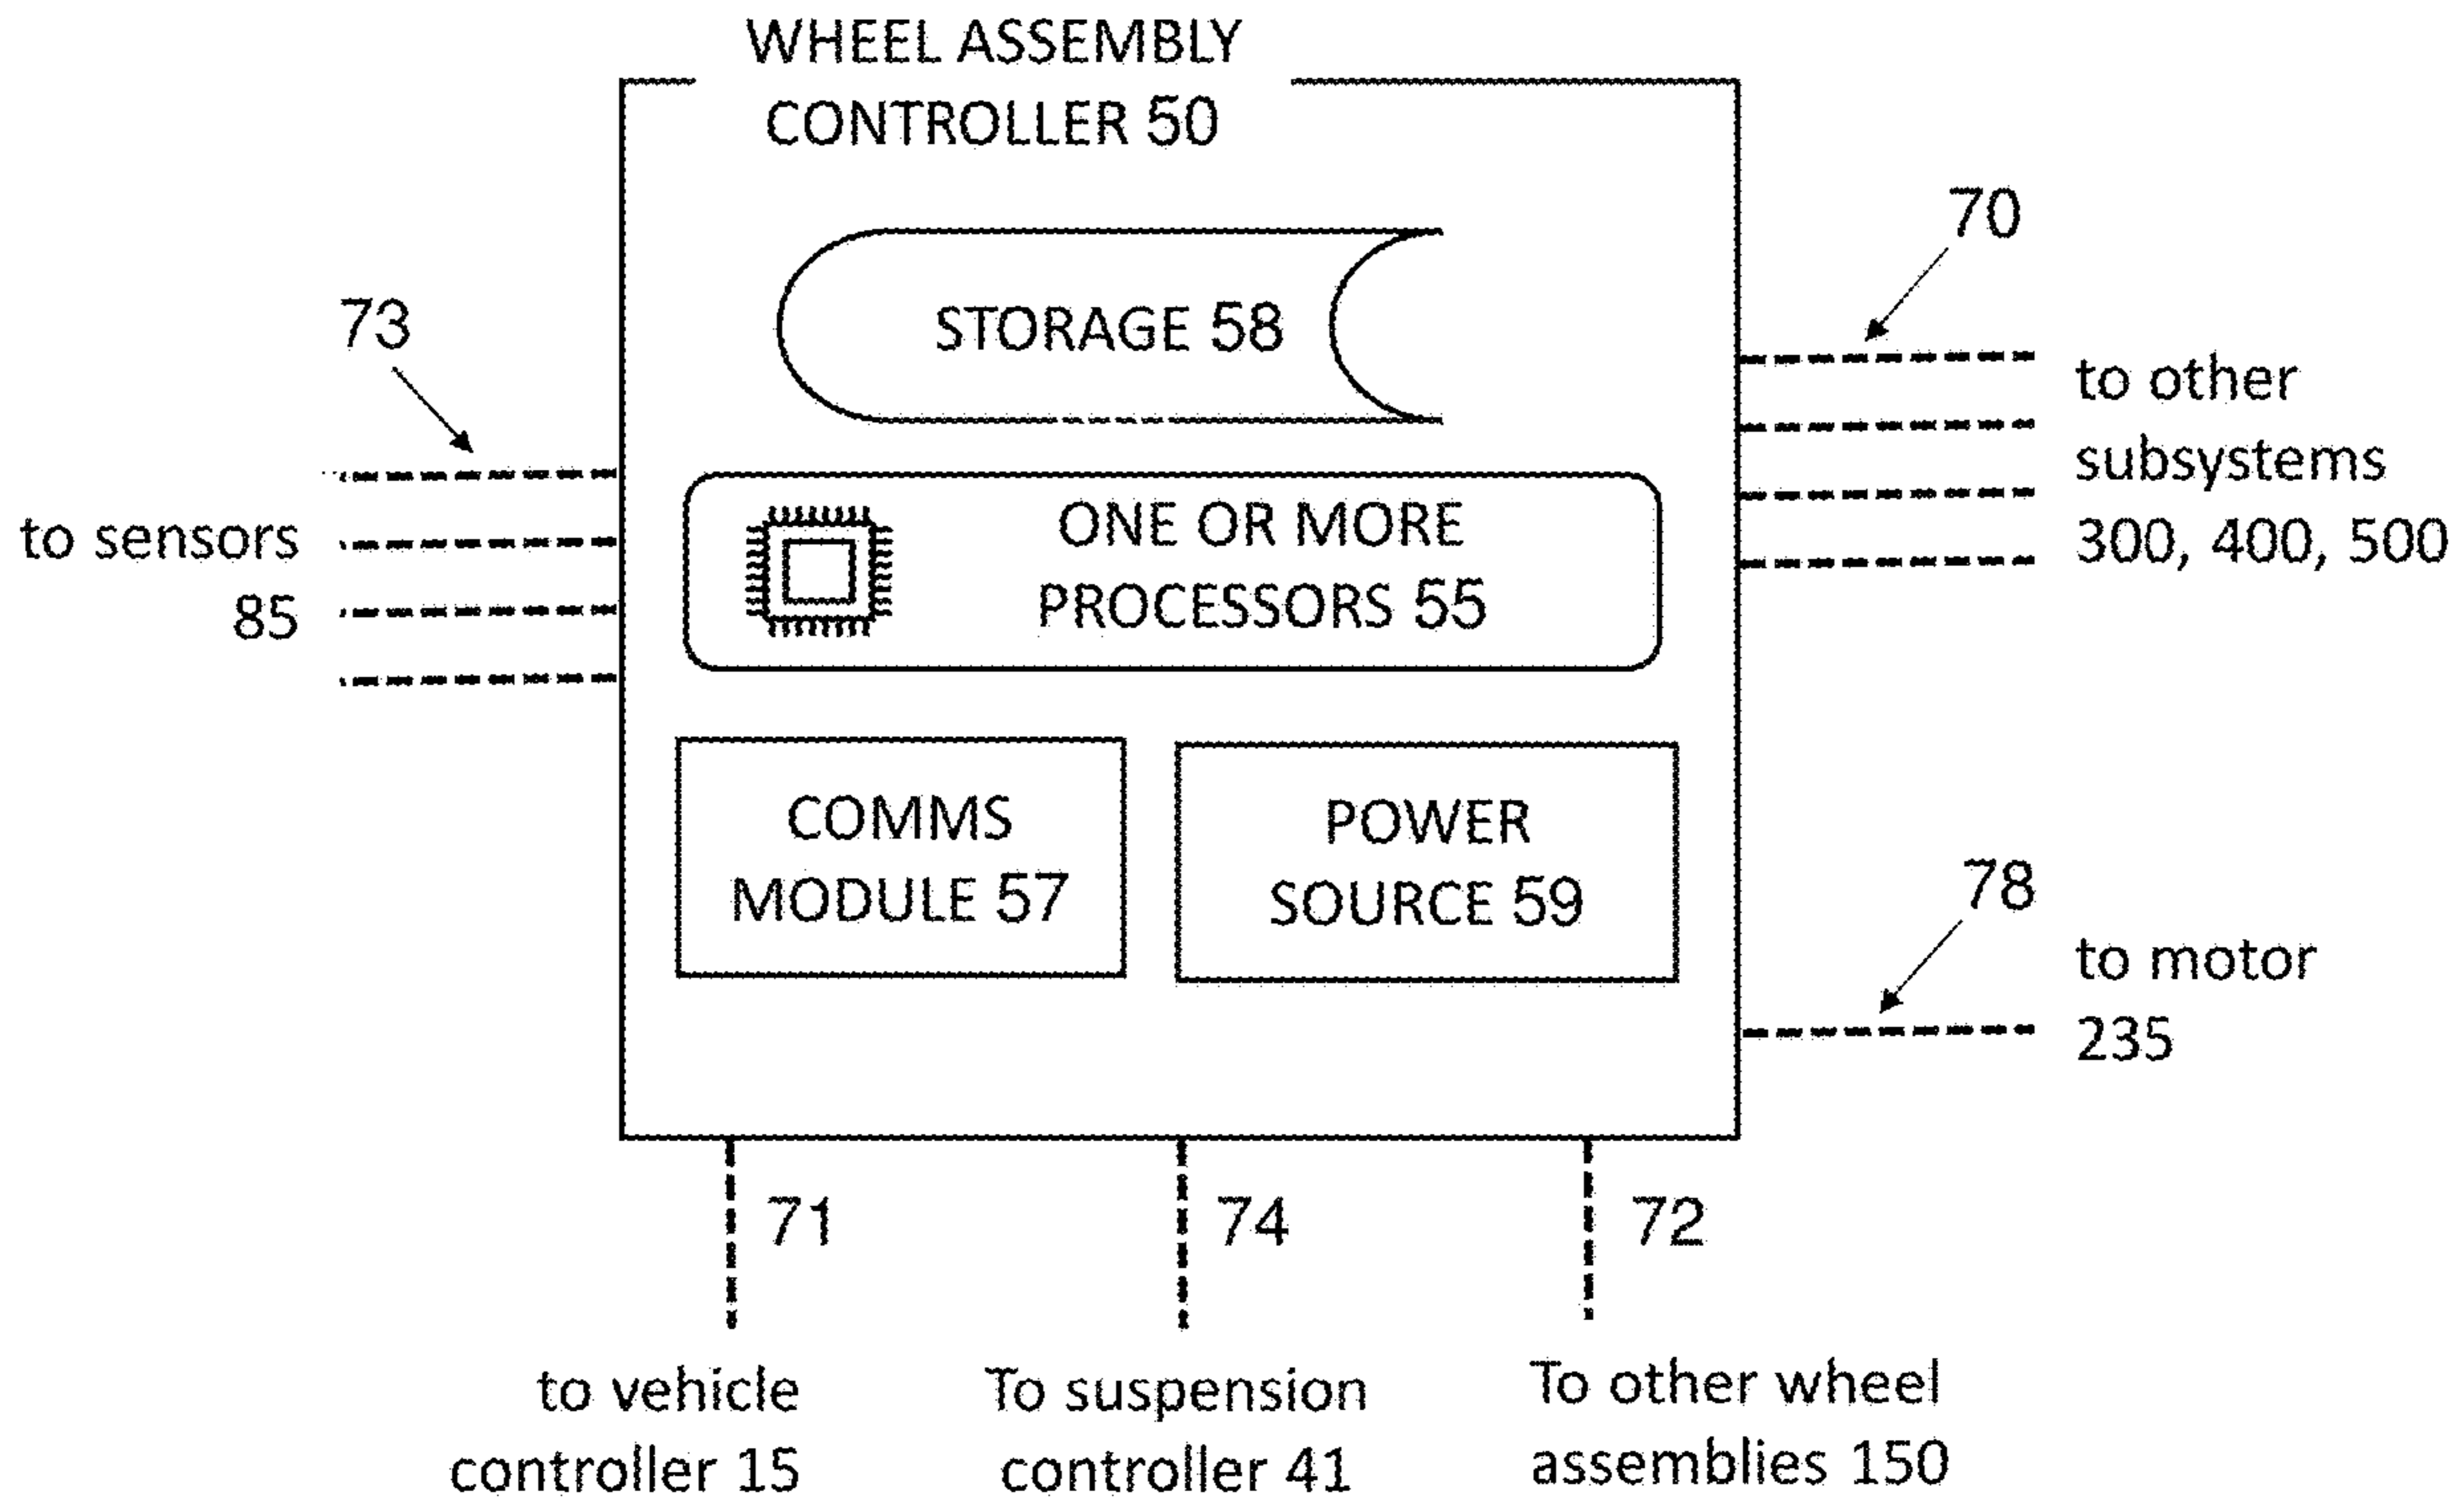 WHEEL ASSEMBLY
CONTROLLER 50
70
STORAGE 58
73
to other
subsystems
300, 400, 500
to sensors
85
ONE OR MORE
PROCESSORS 55
COMMS
MODULE 57
POWER
SOURCE 59
78
to motor
235
71
74
72
to vehicle
controller 15
To suspension
controller 41
To other wheel
assemblies 150